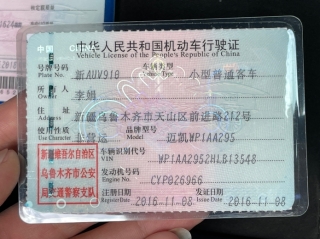 中华人民共和国机动车行驶证
Vehicle License of the People's Republic of China
号牌号码 新AUV918 车辆类型 小型普通客车
Plate No. Vehicle Type
所有人 李娟
住址 新疆乌鲁木齐市天山区前进路212号
使用性质 非营运 品牌型号 迈凯WP1AA295
车辆识别代号 WP1AA2952HLB13548
VIN
发动机号码 CYP026966
Engine No.
注册日期 2016-11-08 发证日期 2016-11-08
Register Date Issue Date
新疆维吾尔自治区
乌鲁木齐市公安
局交通警察支队